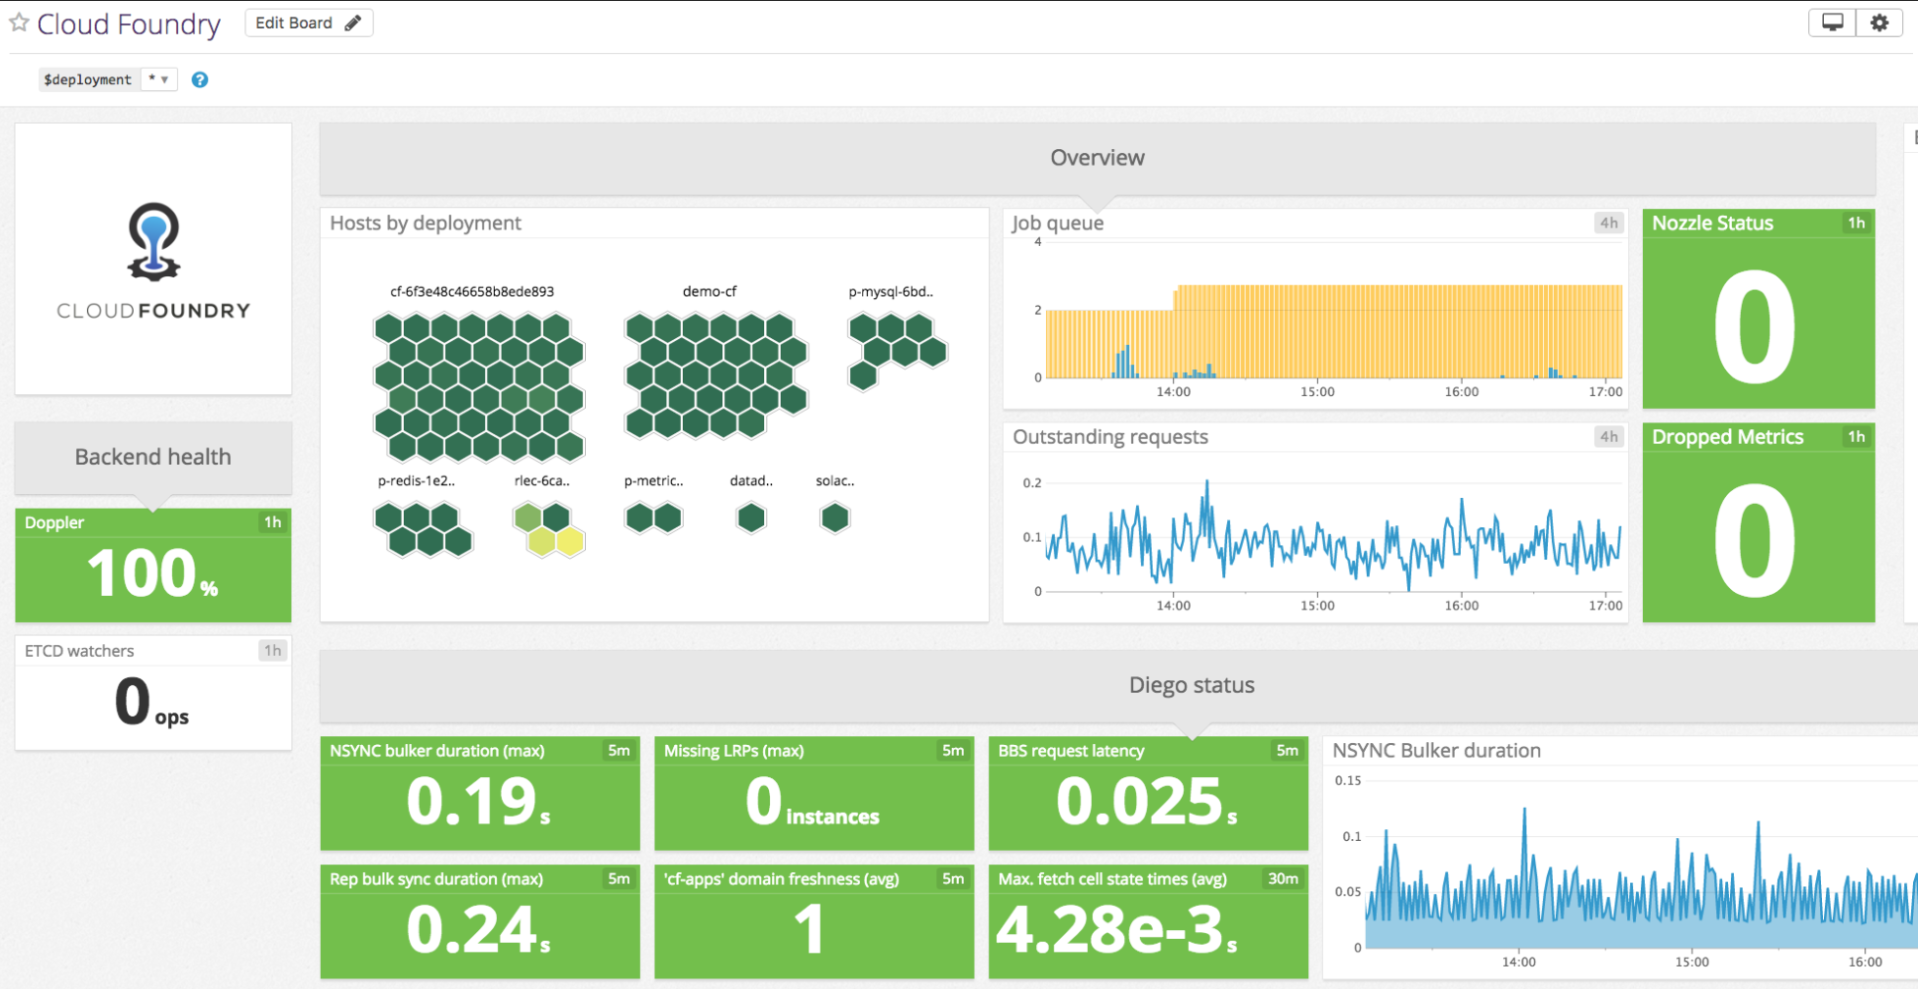 Cloud Foundry
Edit Board
$deployment * ▾ ?
CLOUDFOUNDRY
Backend health
Doppler 1h
100%
ETCD watchers 1h
0 ops
Overview
Hosts by deployment
cf-6f3e48c46658b8ede893 demo-cf p-mysql-6bd..
p-redis-1e2.. rlec-6ca.. p-metric.. datad.. solac..
Job queue 4h
4
2
0
14:00 15:00 16:00 17:00
Outstanding requests 4h
0.2
0.1
0
14:00 15:00 16:00 17:00
Nozzle Status 1h
0
Dropped Metrics 1h
0
Diego status
NSYNC bulker duration (max) 5m
0.19s
Missing LRPs (max) 5m
0 instances
BBS request latency 5m
0.025s
Rep bulk sync duration (max) 5m
0.24s
'cf-apps' domain freshness (avg) 5m
1
Max. fetch cell state times (avg) 30m
4.28e-3s
NSYNC Bulker duration
0.15
0.1
0.05
0
14:00 15:00 16:00